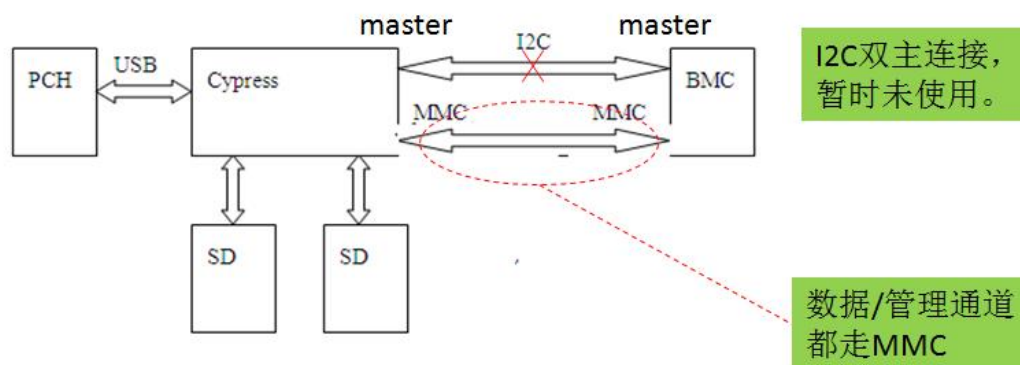 master
master
I2C
PCH
USB
Cypress
BMC
MMC
MMC
SD
SD
I2C双主连接，
暂时未使用。
数据/管理通道
都走MMC